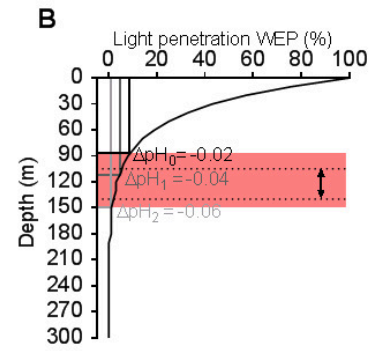 B
Light penetration WEP (%)
0 20 40 60 80 100
0
30
60
90
120
150
180
210
240
270
300
Depth (m)
ΔpH0= -0.02
ΔpH1 = -0.04
ΔpH2 = -0.06